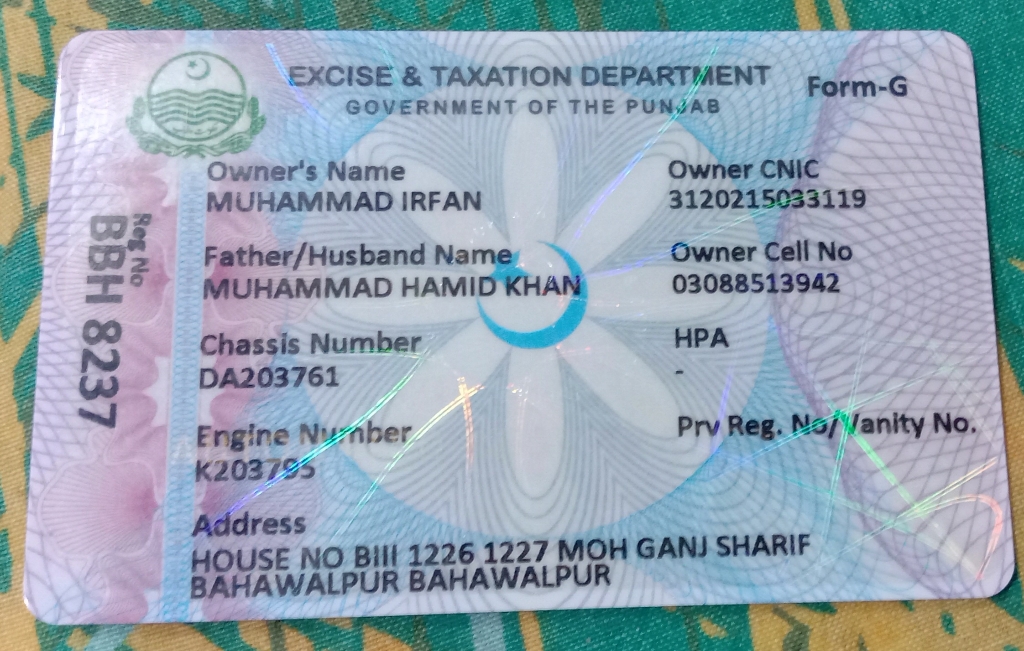 EXCISE & TAXATION DEPARTMENT
GOVERNMENT OF THE PUNJAB
Form-G
Reg No
BBH 8237
Owner's Name
MUHAMMAD IRFAN
Owner CNIC
3120215033119
Father/Husband Name
MUHAMMAD HAMID KHAN
Owner Cell No
03088513942
Chassis Number
DA203761
HPA
-
Engine Number
K203795
Prv Reg. No/Vanity No.
Address
HOUSE NO BIII 1226 1227 MOH GANJ SHARIF
BAHAWALPUR BAHAWALPUR